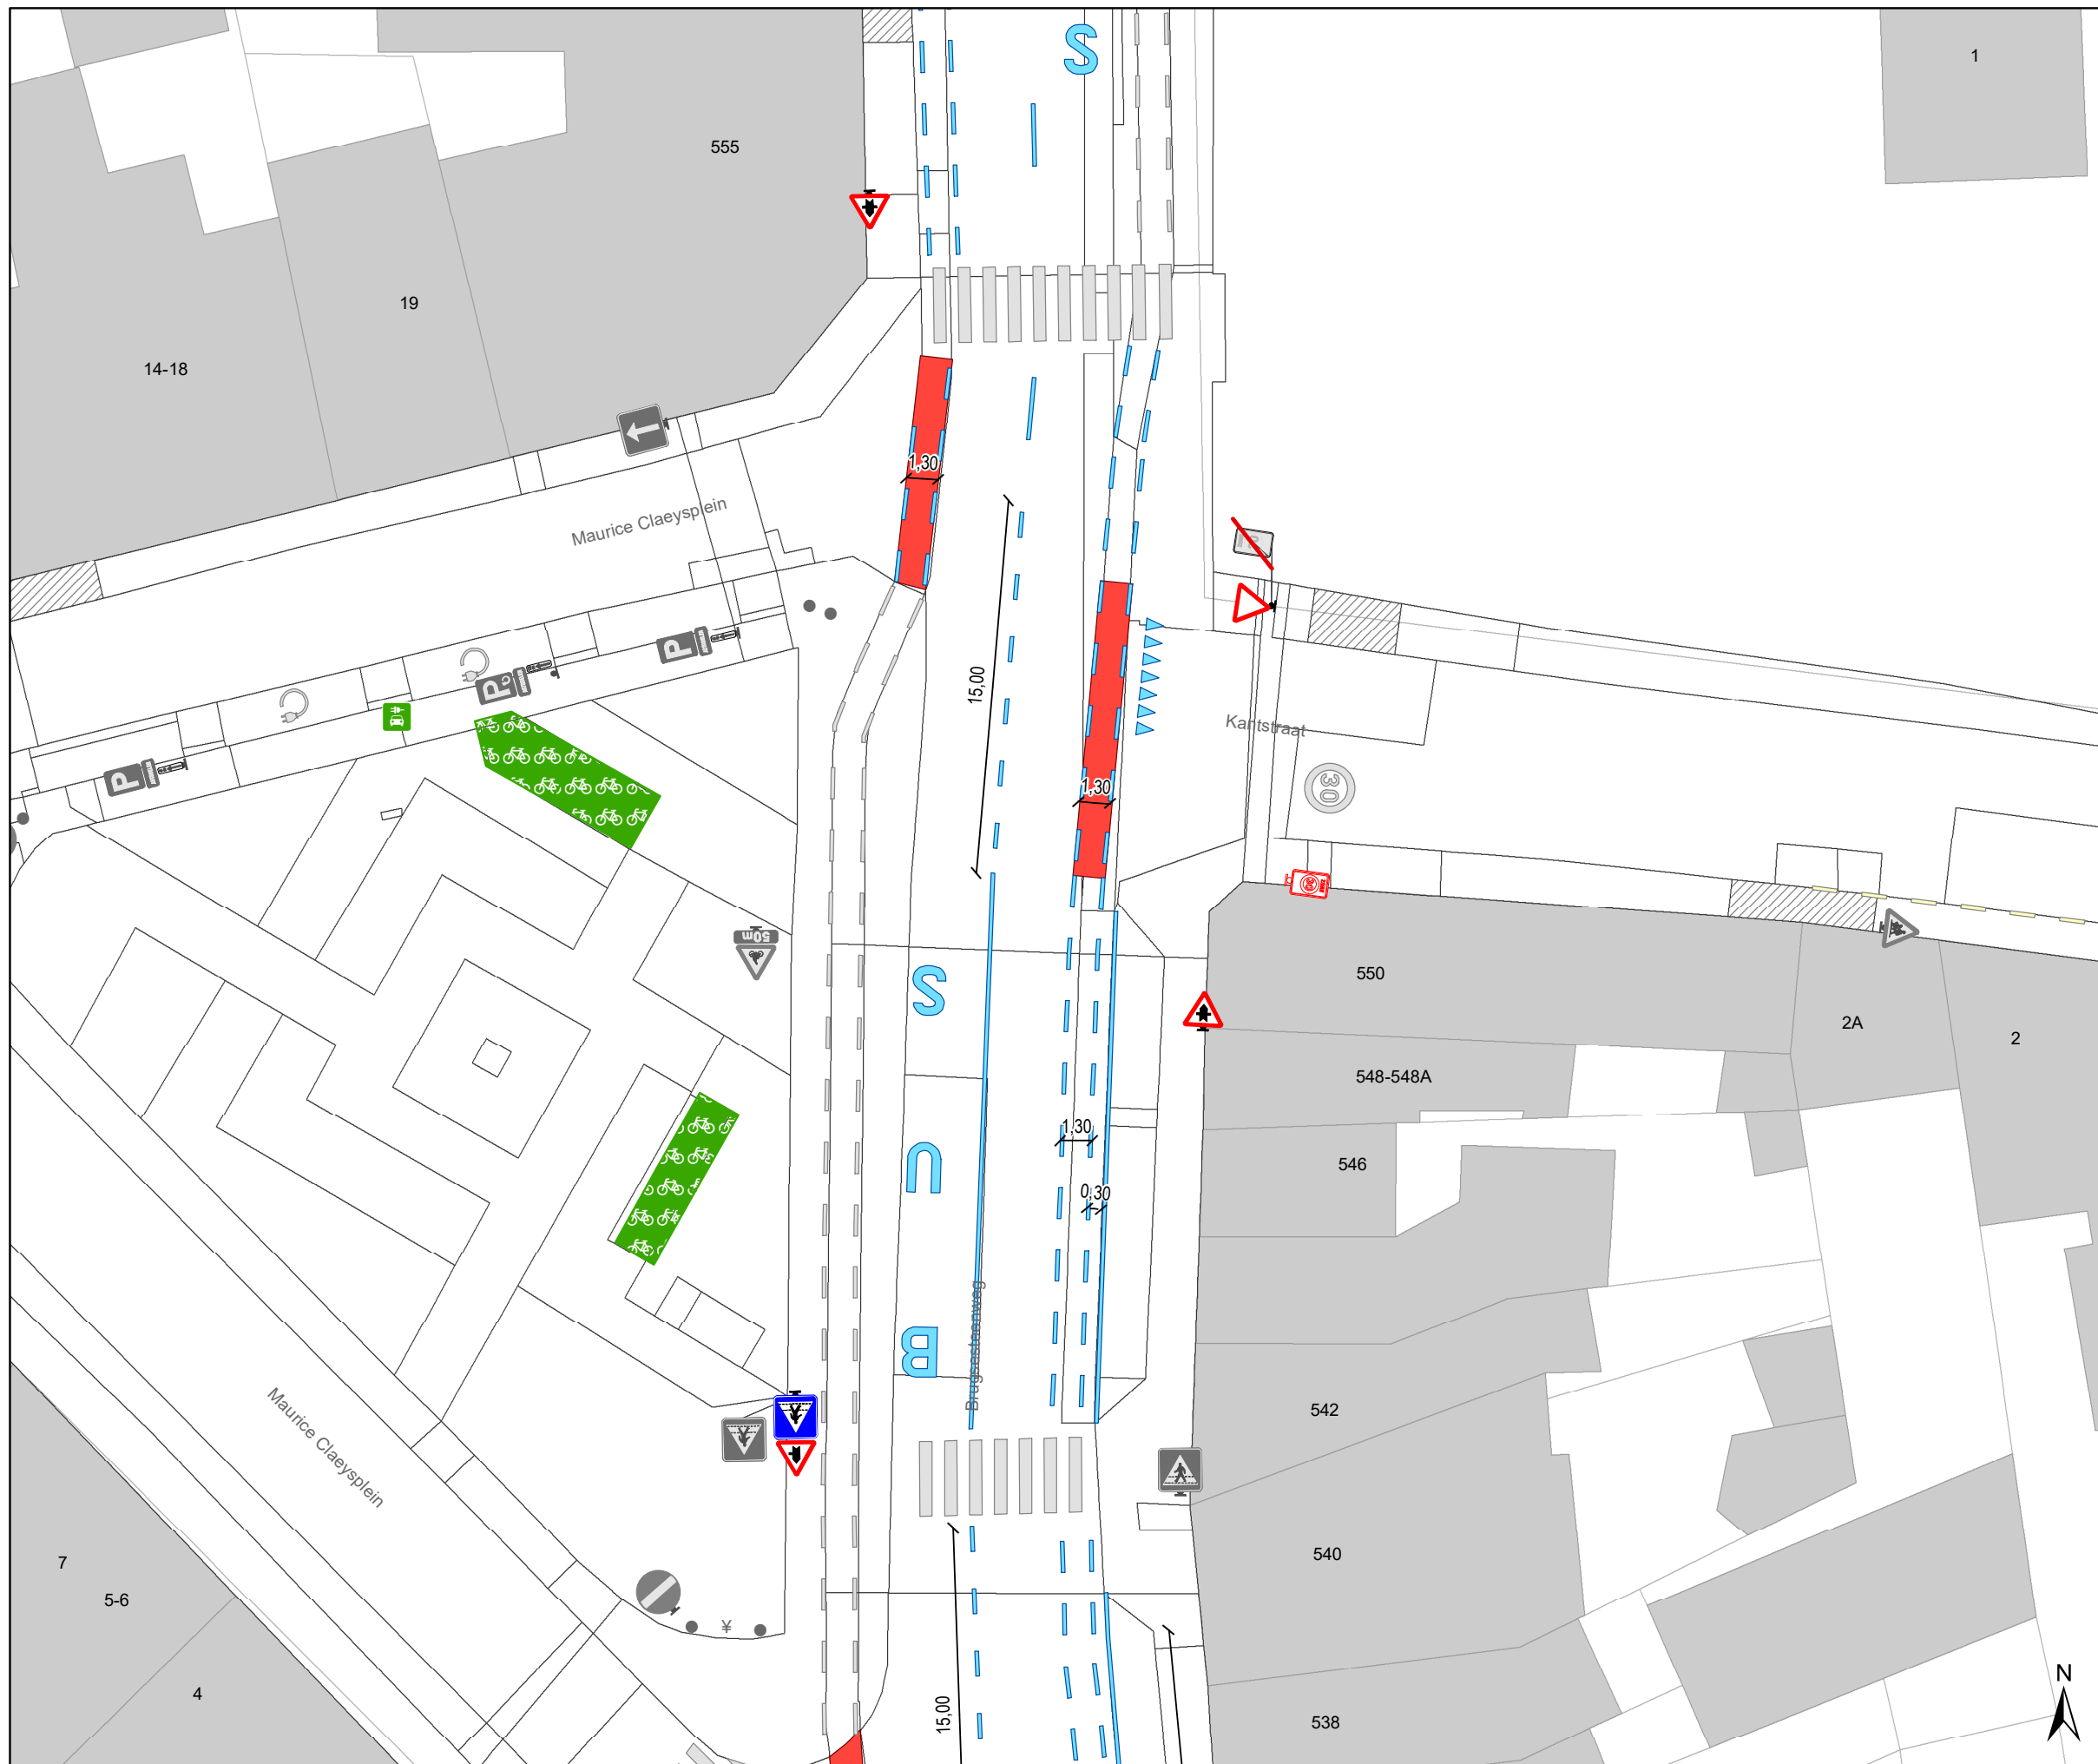 S
1
555
19
14-18
1,30
Maurice Claeysplein
15,00
Kantstraat
P
P
P
1,30
30
ZONE
30
50m
550
S
2A
2
548-548A
1,30
546
U
0,30
Brugsesteenweg
B
542
Maurice Claeysplein
540
7
5-6
¥
4
15,00
538
N